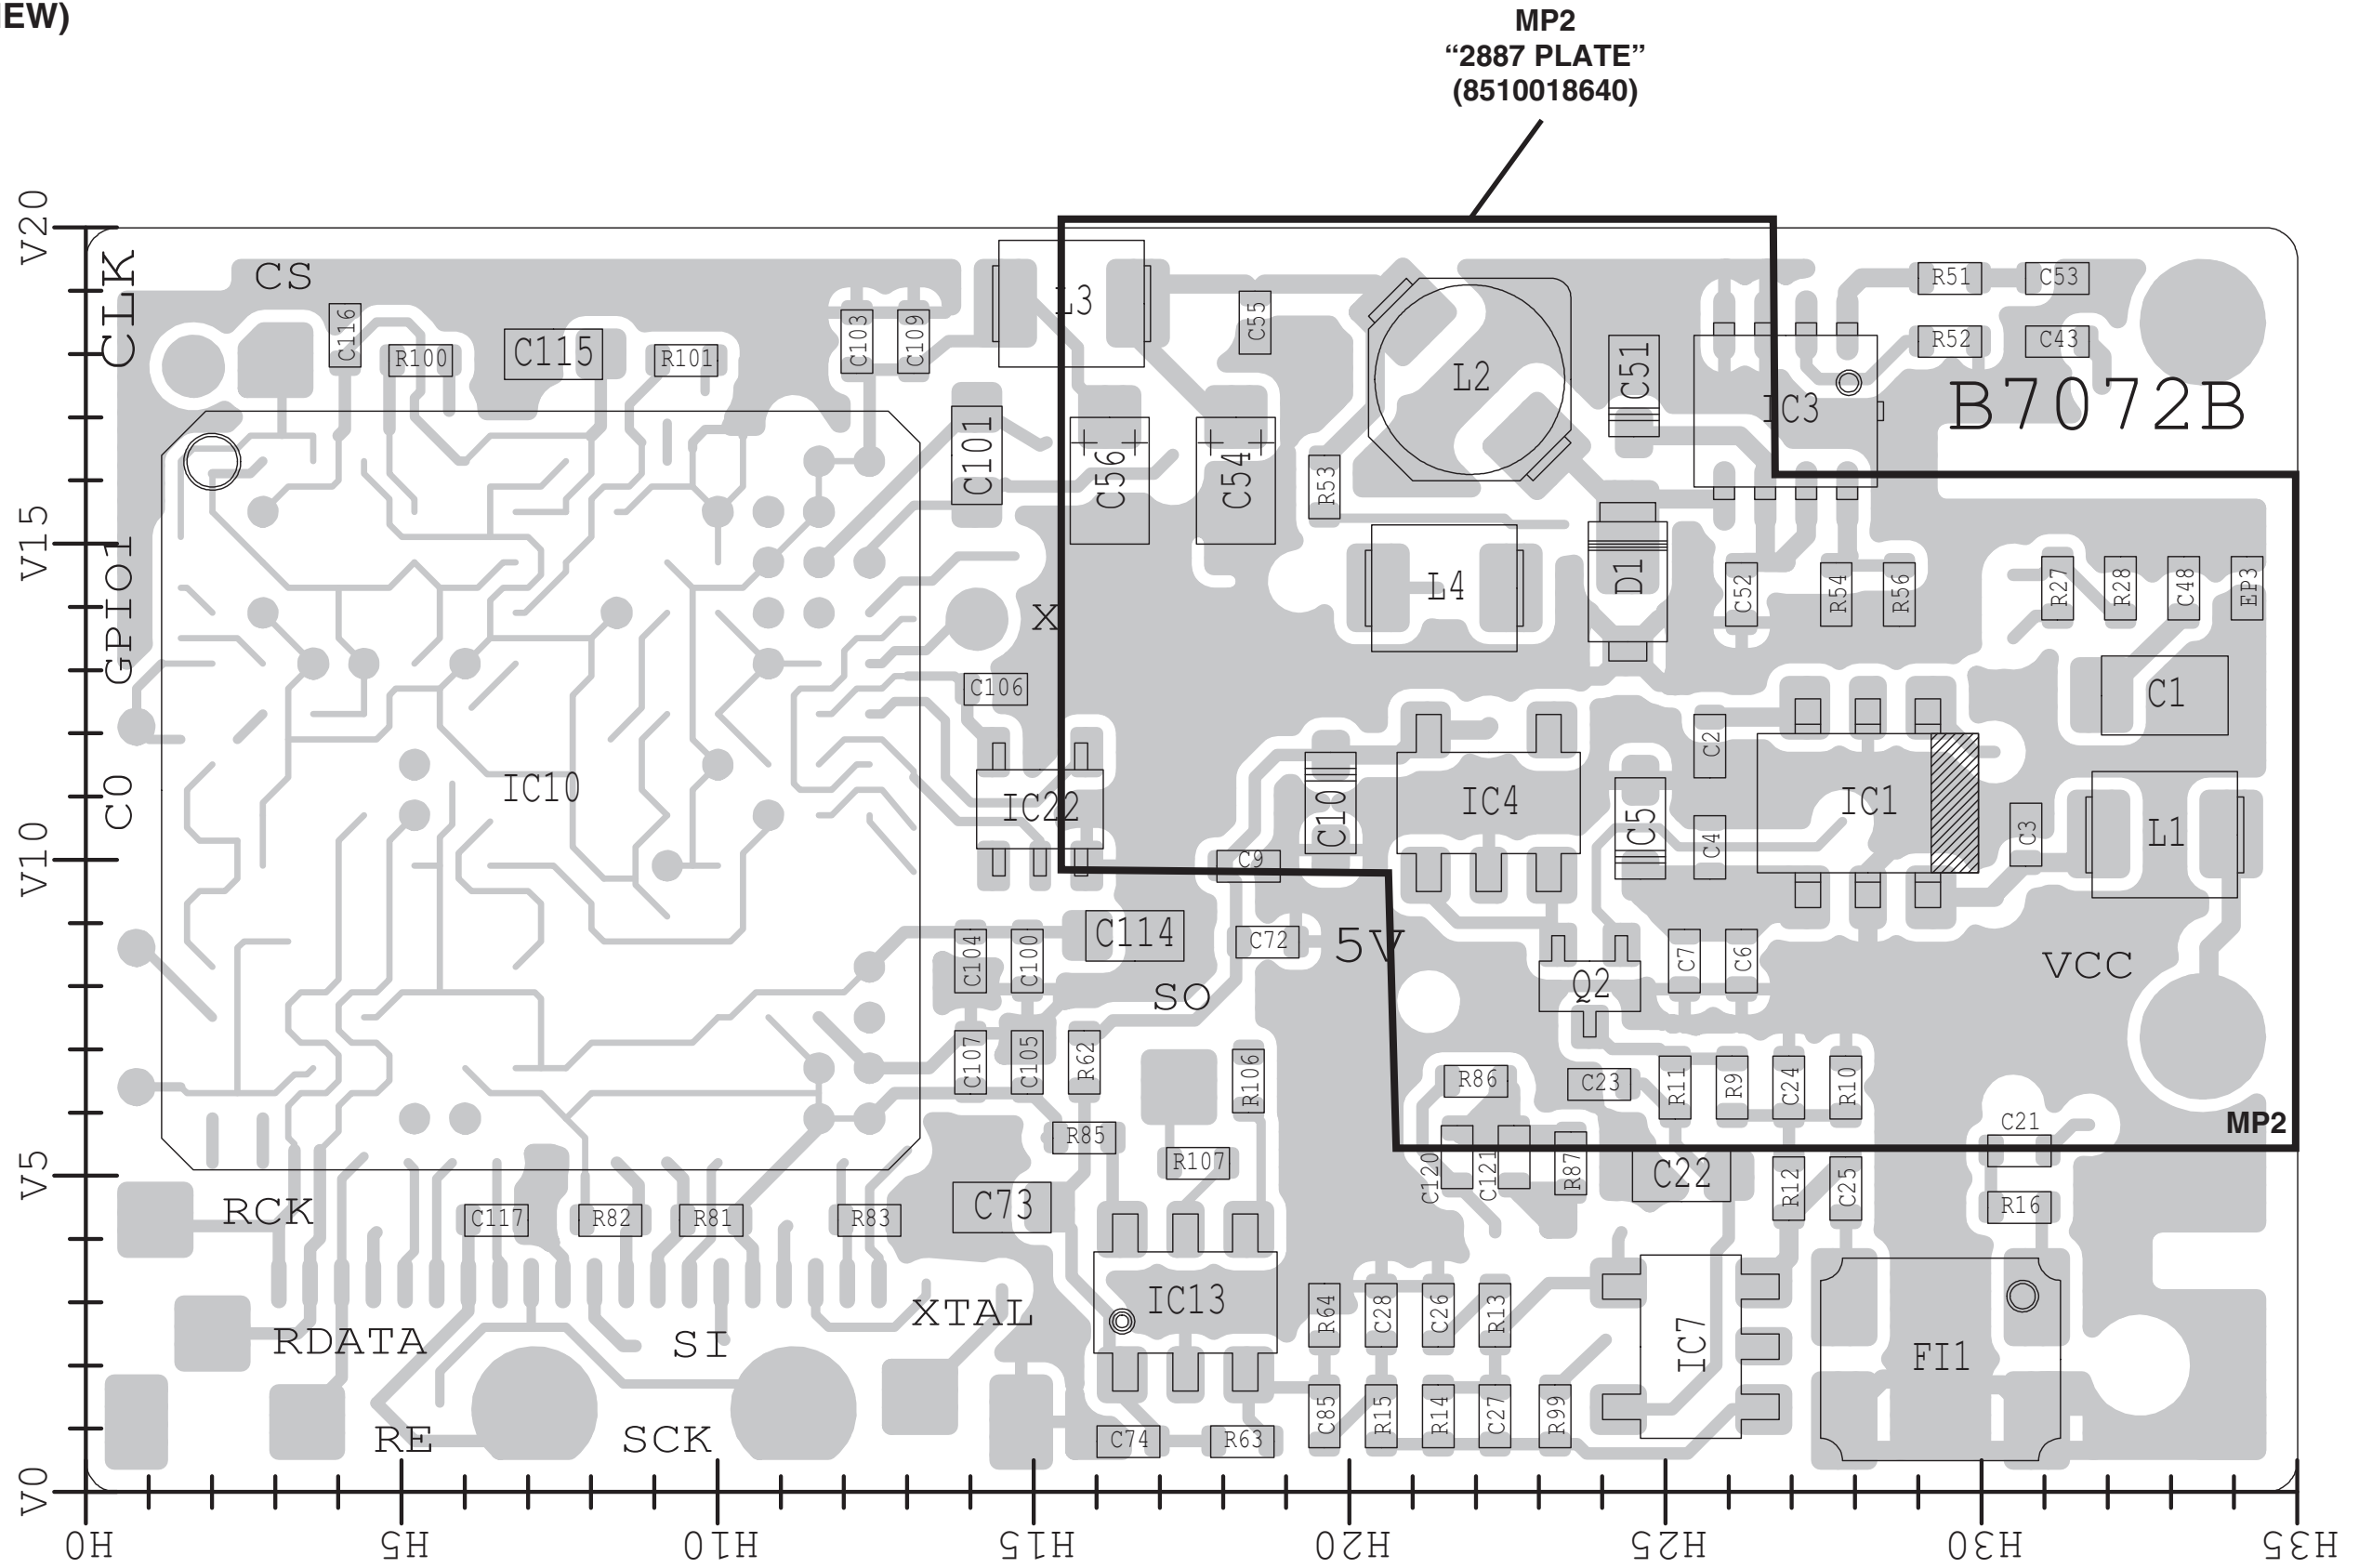 IEW)
MP2
“2887 PLATE”
(8510018640)
V20
CLK
CS
C116
R100
C115
R101
C103
C109
L3
C55
L2
C51
IC3
R51
C53
R52
C43
B7072B
C101
C56
C54
R53
V15
GPIO1
X
L4
D1
C52
R54
R56
R27
R28
C48
EP3
C106
C2
C1
C0
IC10
IC22
C10
IC4
C5
C4
IC1
C3
L1
V10
C9
C114
C104
C100
C72
5V
SO
Q2
C7
C6
VCC
C107
C105
R62
R106
R86
C23
R11
R9
C24
R10
C21
MP2
R85
R107
C120
C121
R87
C22
R12
C25
R16
V5
RCK
C117
R82
R81
R83
C73
IC13
R64
C28
C26
R13
IC7
FI1
XTAL
RDATA
SI
RE
SCK
C74
R63
C85
R15
R14
C27
R99
V0
H0
H5
H10
H15
H20
H25
H30
H35